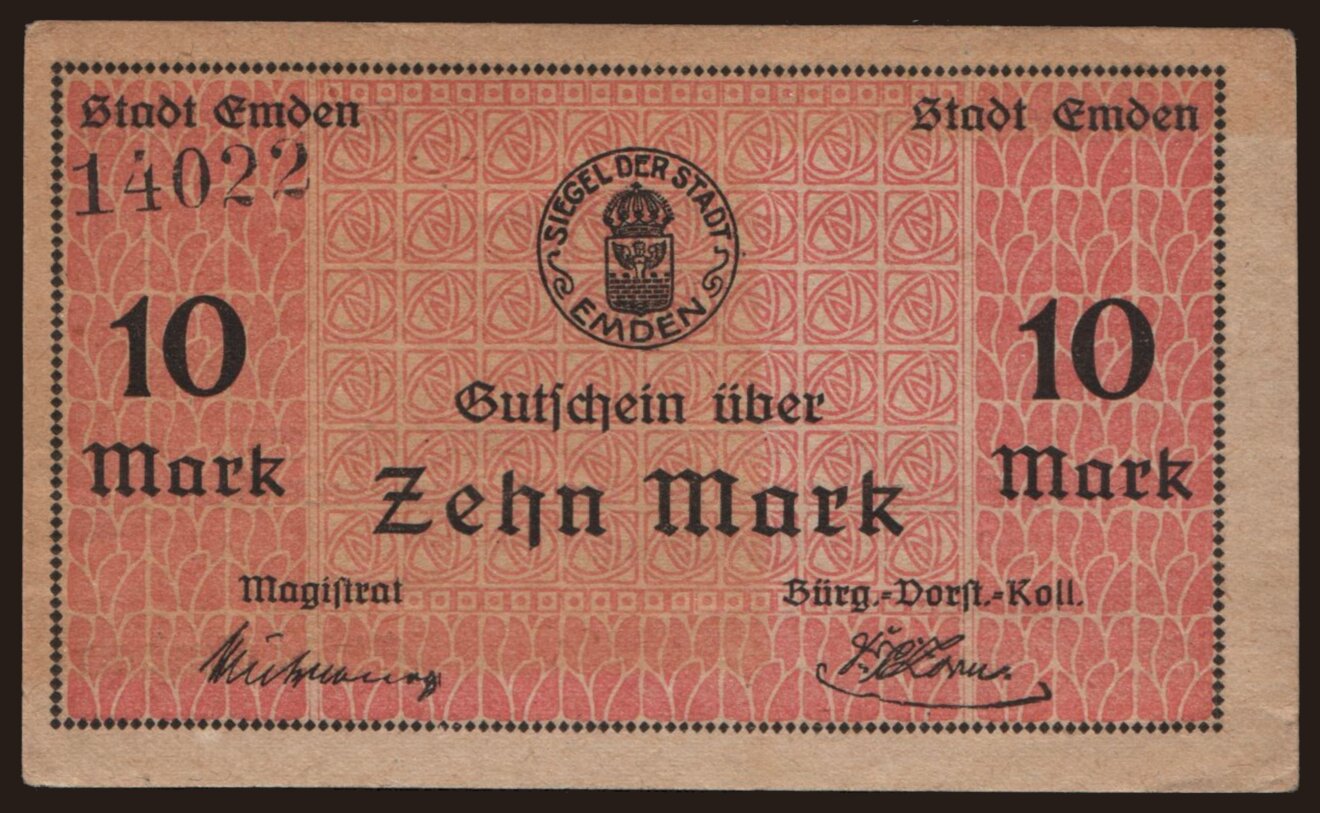 Stadt Emden
Stadt Emden
14022
SIEGEL DER STADT
EMDEN
10
Mark
10
Mark
Gutschein über
Zehn Mark
Magistrat
Bürg.-Vorst.-Koll.